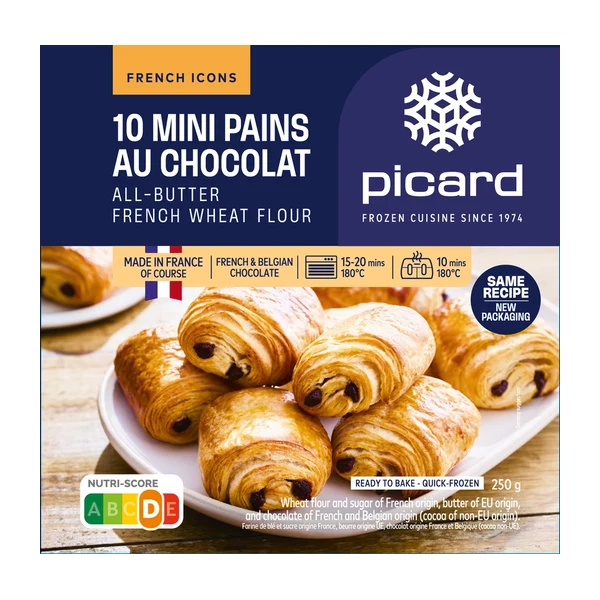 FRENCH ICONS
10 MINI PAINS
AU CHOCOLAT
ALL-BUTTER
FRENCH WHEAT FLOUR
picard
FROZEN CUISINE SINCE 1974
MADE IN FRANCE
OF COURSE
FRENCH & BELGIAN
CHOCOLATE
15-20 mins
180°C
10 mins
180°C
SAME
RECIPE
NEW
PACKAGING
READY TO BAKE - QUICK-FROZEN
250 g
NUTRI-SCORE
A B C D E
Wheat flour and sugar of French origin, butter of EU origin,
and chocolate of French and Belgian origin (cocoa of non-EU origin).
Farine de blé et sucre origine France, beurre origine UE, chocolat origine France et Belgique (cacao non-UE).